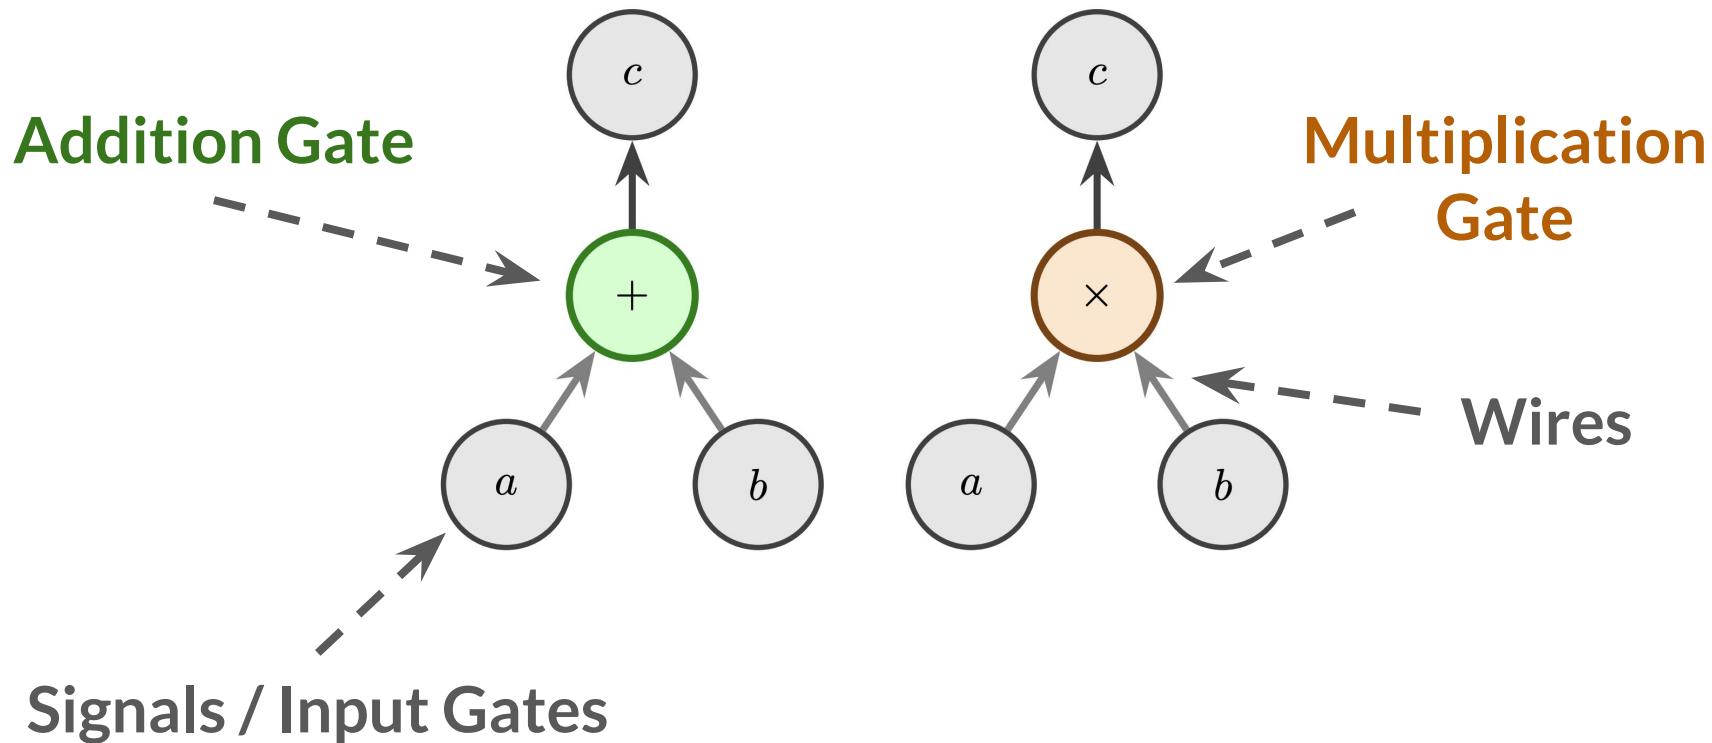 c
c
Addition Gate
Multiplication
Gate
+
×
Wires
a
b
a
b
Signals / Input Gates